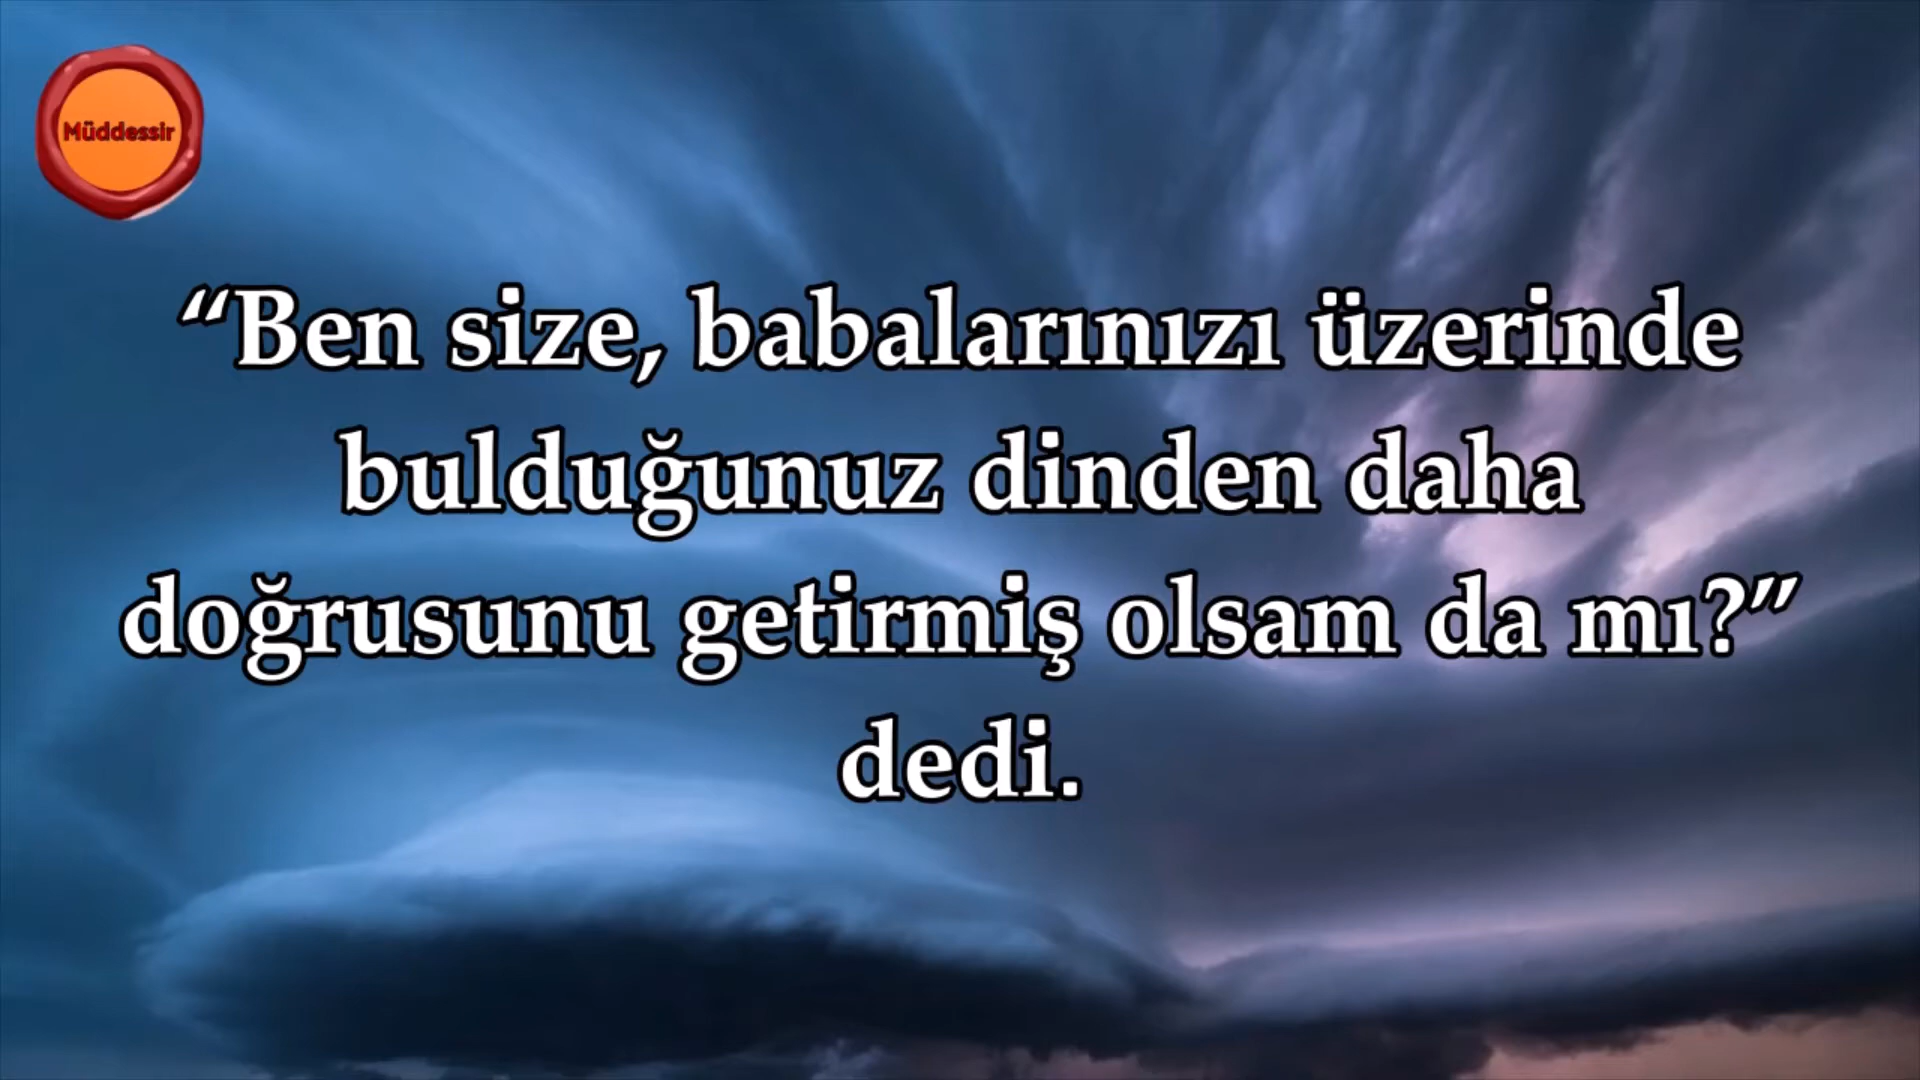 Müddessir
“Ben size, babalarınızı üzerinde
bulduğunuz dinden daha
doğrusunu getirmiş olsam da mı?”
dedi.